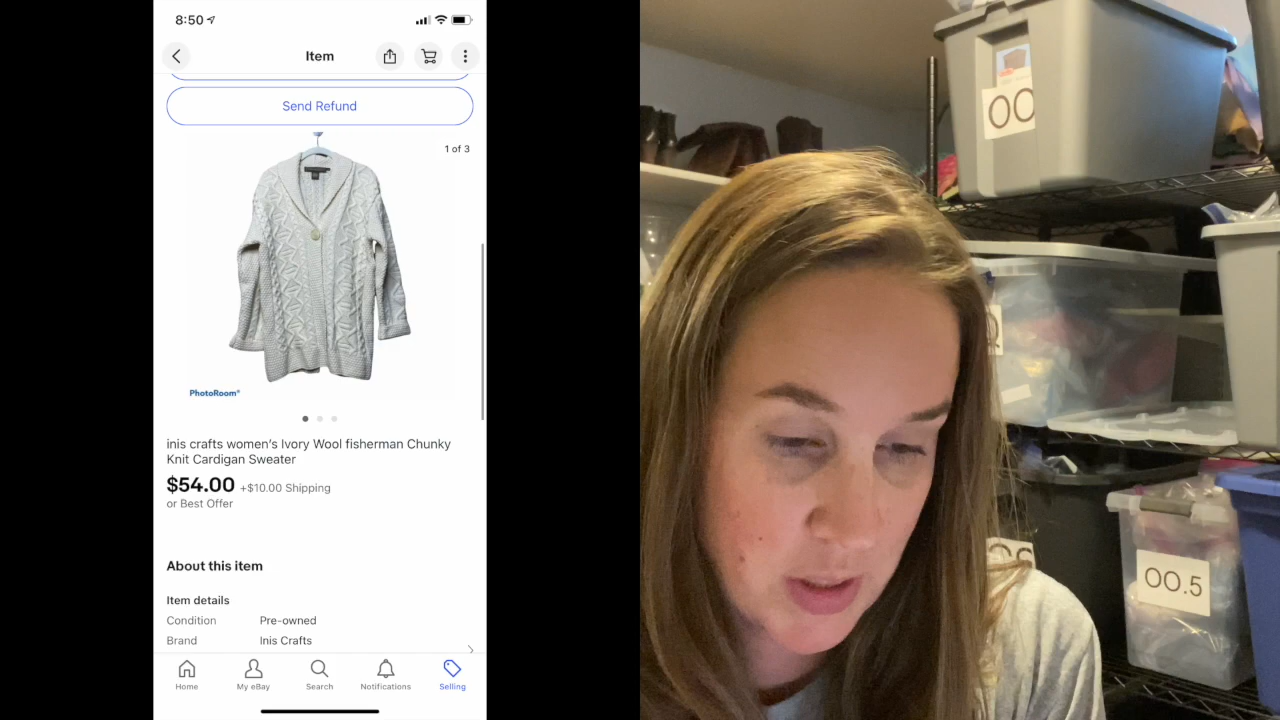 8:50
Item
Send Refund
1 of 3
PhotoRoom®
inis crafts women's Ivory Wool fisherman Chunky
Knit Cardigan Sweater
$54.00 +$10.00 Shipping
or Best Offer
About this item
Item details
Condition Pre-owned
Brand Inis Crafts
Home
My eBay
Search
Notifications
Selling
OO
OO.5